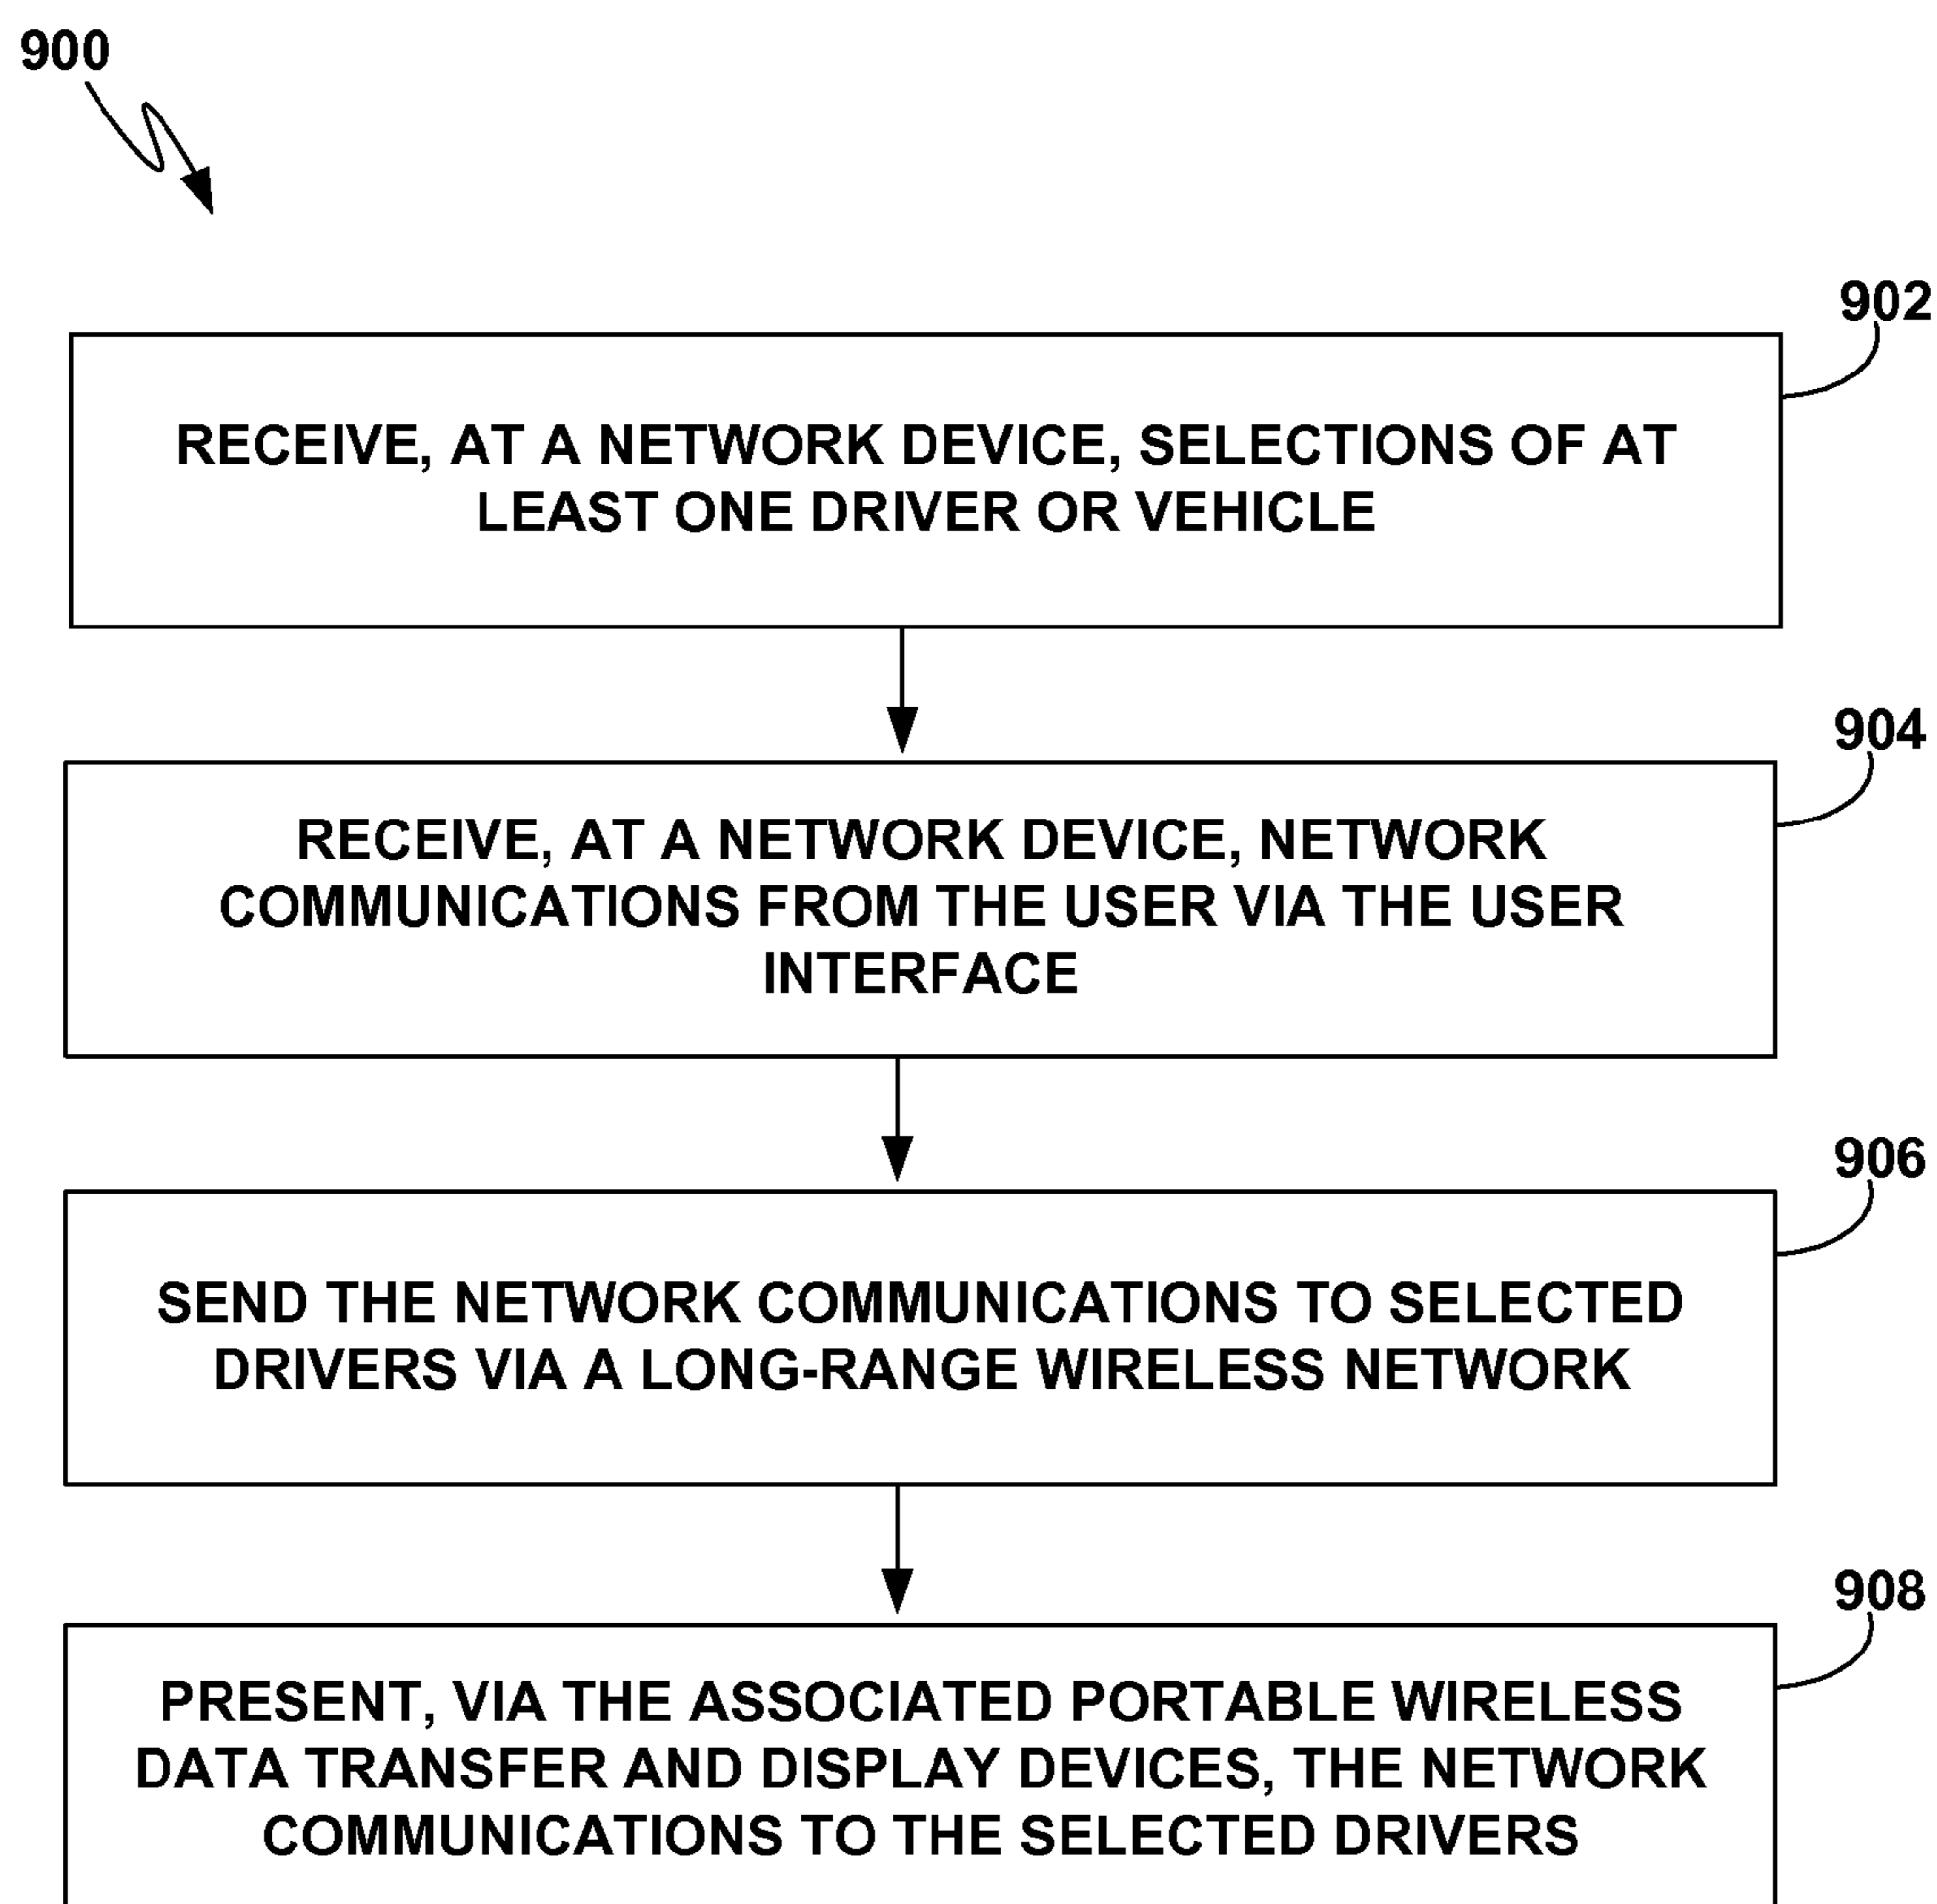 900
902
RECEIVE, AT A NETWORK DEVICE, SELECTIONS OF AT
LEAST ONE DRIVER OR VEHICLE
904
RECEIVE, AT A NETWORK DEVICE, NETWORK
COMMUNICATIONS FROM THE USER VIA THE USER
INTERFACE
906
SEND THE NETWORK COMMUNICATIONS TO SELECTED
DRIVERS VIA A LONG-RANGE WIRELESS NETWORK
908
PRESENT, VIA THE ASSOCIATED PORTABLE WIRELESS
DATA TRANSFER AND DISPLAY DEVICES, THE NETWORK
COMMUNICATIONS TO THE SELECTED DRIVERS